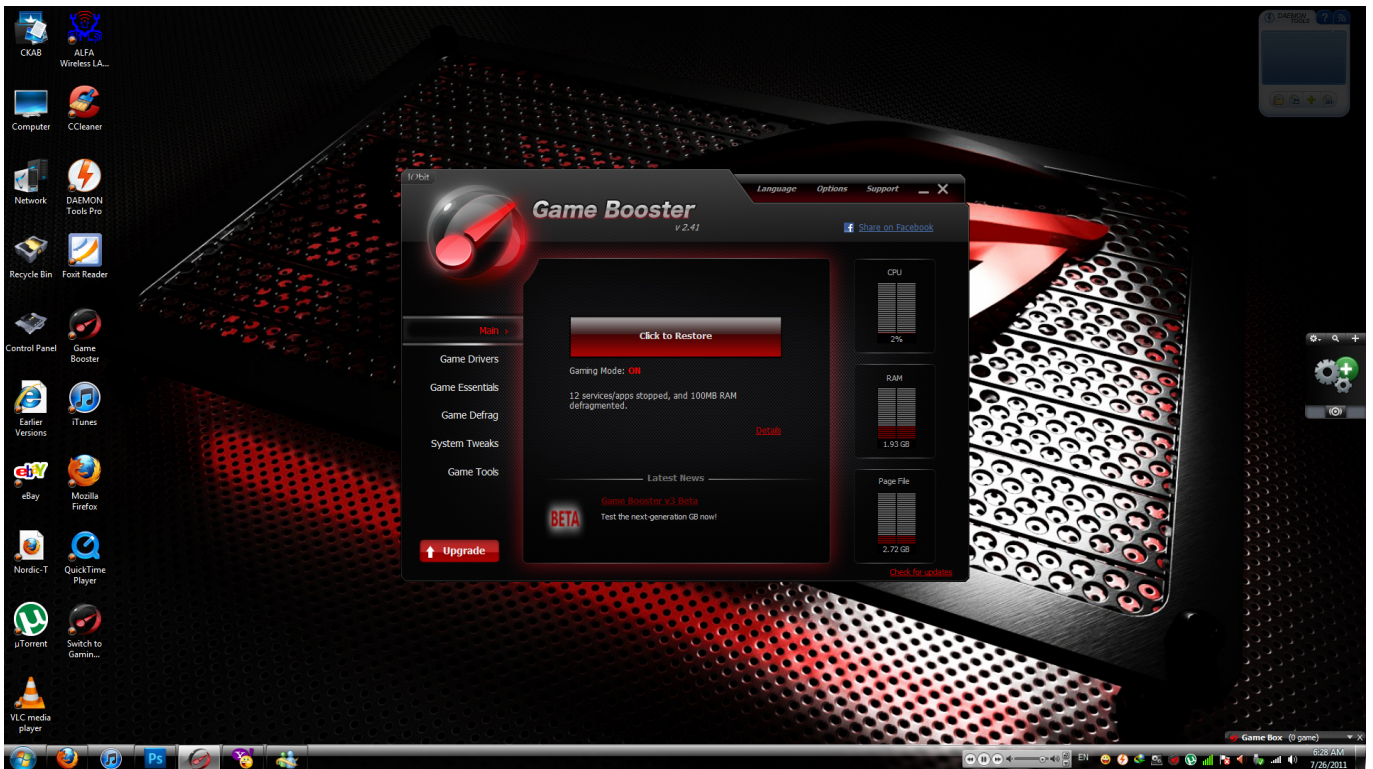 CKAB
ALFA
Wireless LA...
Computer
CCleaner
Network
DAEMON
Tools Pro
Recycle Bin
Foxit Reader
Control Panel
Game
Booster
Earlier
Versions
iTunes
eBay
Mozilla
Firefox
Nordic-T
QuickTime
Player
µTorrent
Switch to
Gamin...
VLC media
player
DAEMON
TOOLS
IObit
Language Options Support
Game Booster
v 2.41
Share on Facebook
Main >
Game Drivers
Game Essentials
Game Defrag
System Tweaks
Game Tools
Upgrade
Click to Restore
Gaming Mode: ON
12 services/apps stopped, and 100MB RAM
defragmented.
Details
Latest News
BETA
Game Booster v3 Beta
Test the next-generation GB now!
CPU
2%
RAM
1.93 GB
Page File
2.72 GB
Check for updates
Game Box (0 game)
Ps
EN
6:28 AM
7/26/2011